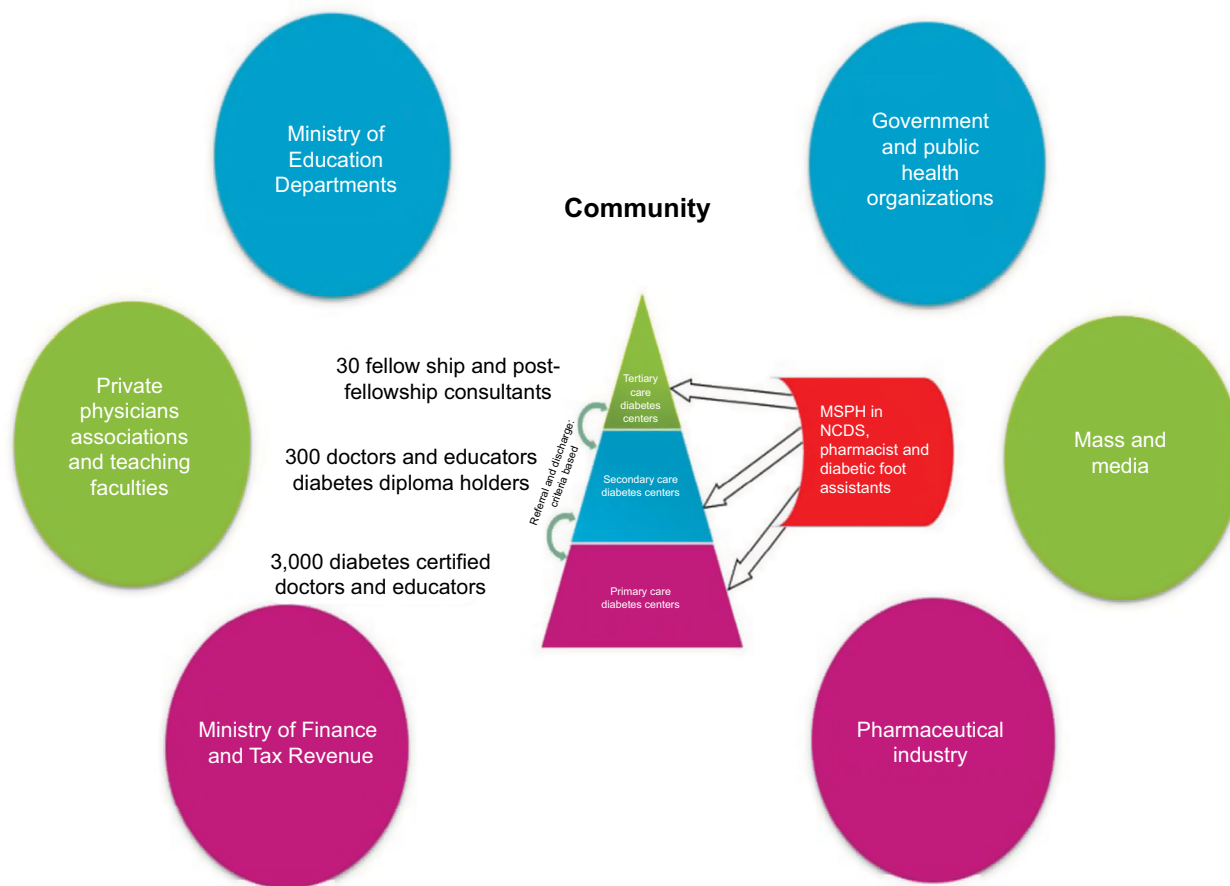 Ministry of
Education
Departments
Government
and public
health
organizations
Community
Private
physicians
associations
and teaching
faculties
30 fellow ship and post-
fellowship consultants
300 doctors and educators
diabetes diploma holders
3,000 diabetes certified
doctors and educators
Referral and discharge:
criteria based
Tertiary
care
diabetes
centers
Secondary care
diabetes centers
Primary care
diabetes centers
MSPH in
NCDS,
pharmacist and
diabetic foot
assistants
Mass and
media
Ministry of Finance
and Tax Revenue
Pharmaceutical
industry